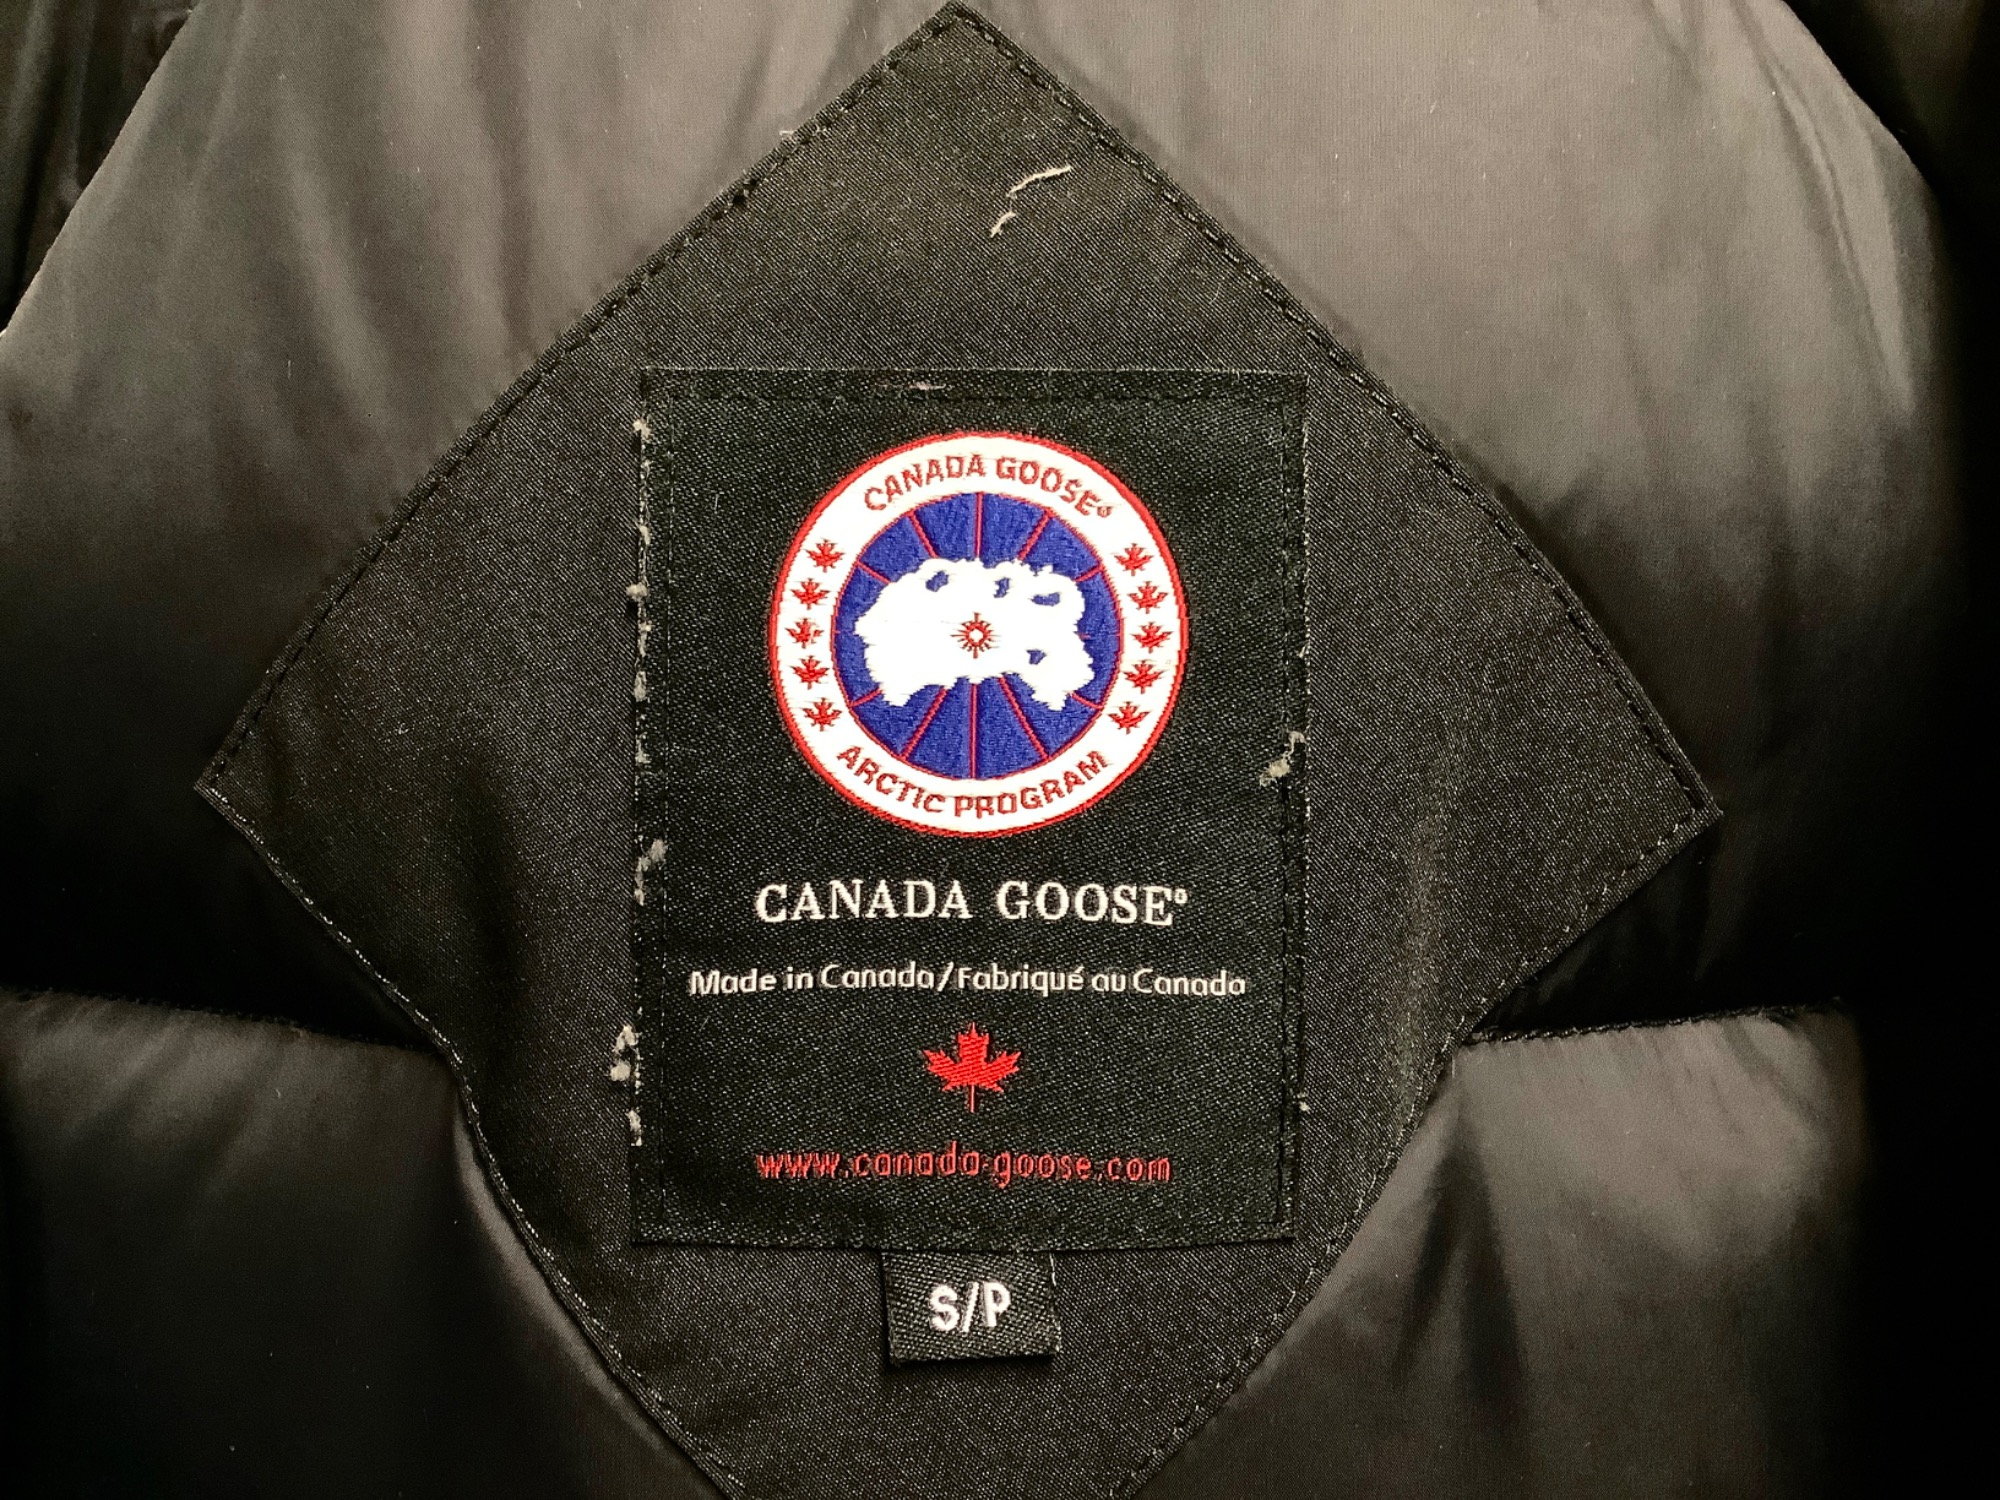 CANADA GOOSE®
ARCTIC PROGRAM
CANADA GOOSE®
Made in Canada/Fabriqué au Canada
www.canada-goose.com
S/P